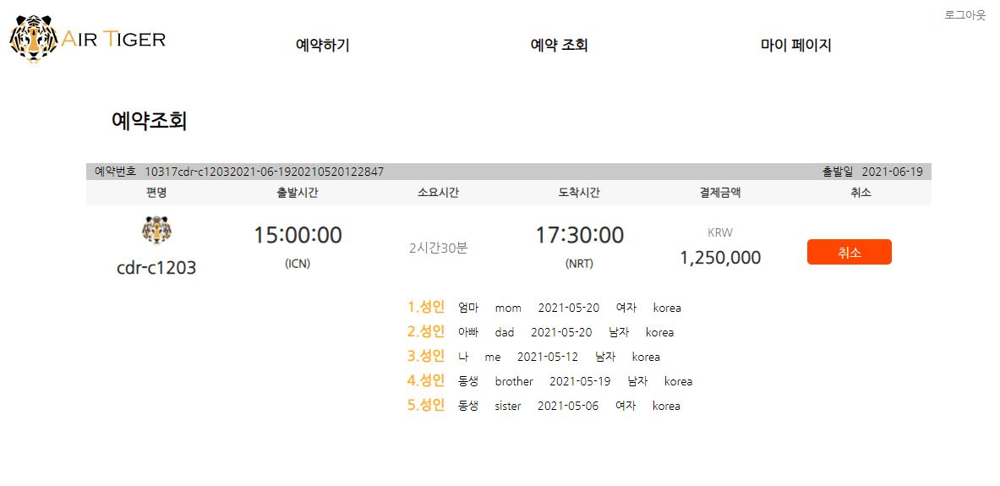 로그아웃
AIR TIGER
예약하기 예약 조회 마이 페이지
예약조회
예약번호 10317cdr-c12032021-06-1920210520122847 출발일 2021-06-19
편명 출발시간 소요시간 도착시간 결제금액 취소
15:00:00 17:30:00 KRW
2시간30분 취소
cdr-c1203 (ICN) (NRT) 1,250,000
1.성인 엄마 mom 2021-05-20 여자 korea
2.성인 아빠 dad 2021-05-20 남자 korea
3.성인 나 me 2021-05-12 남자 korea
4.성인 동생 brother 2021-05-19 남자 korea
5.성인 동생 sister 2021-05-06 여자 korea